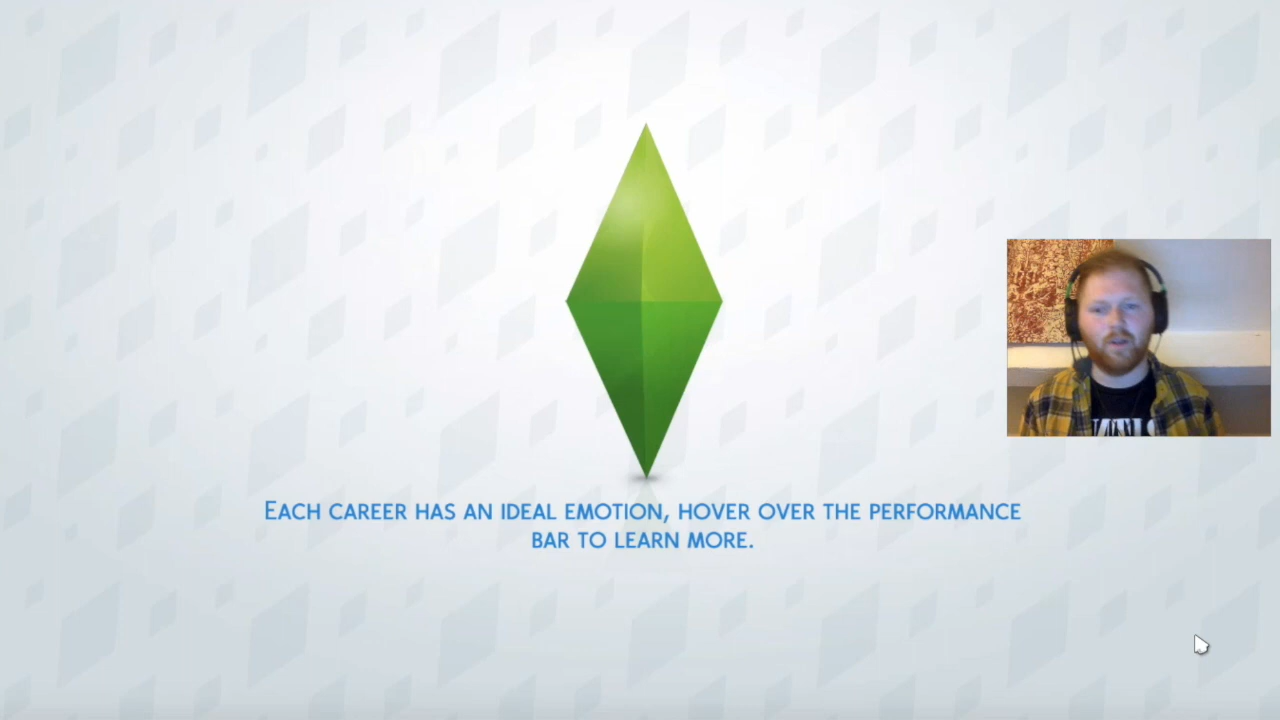 EACH CAREER HAS AN IDEAL EMOTION, HOVER OVER THE PERFORMANCE
BAR TO LEARN MORE.